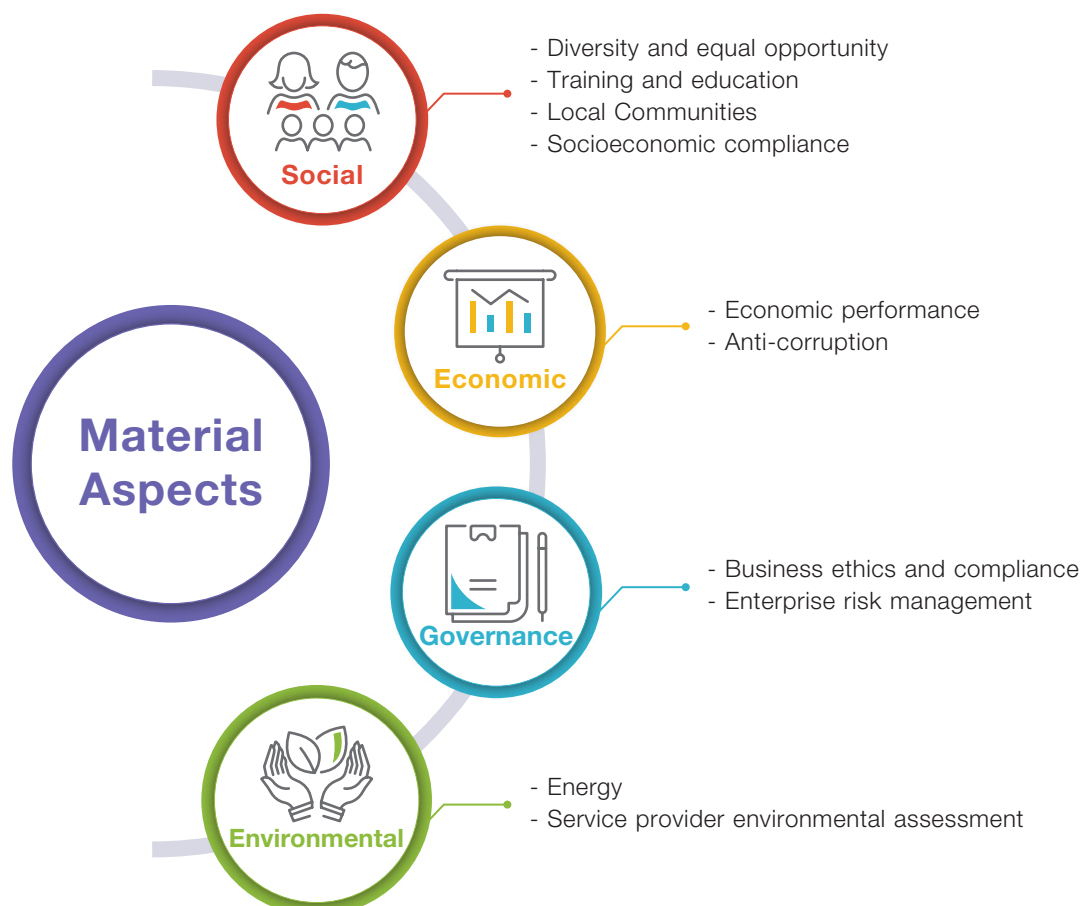 - Diversity and equal opportunity
- Training and education
- Local Communities
- Socioeconomic compliance
Social
- Economic performance
- Anti-corruption
Economic
Material
Aspects
- Business ethics and compliance
- Enterprise risk management
Governance
- Energy
- Service provider environmental assessment
Environmental